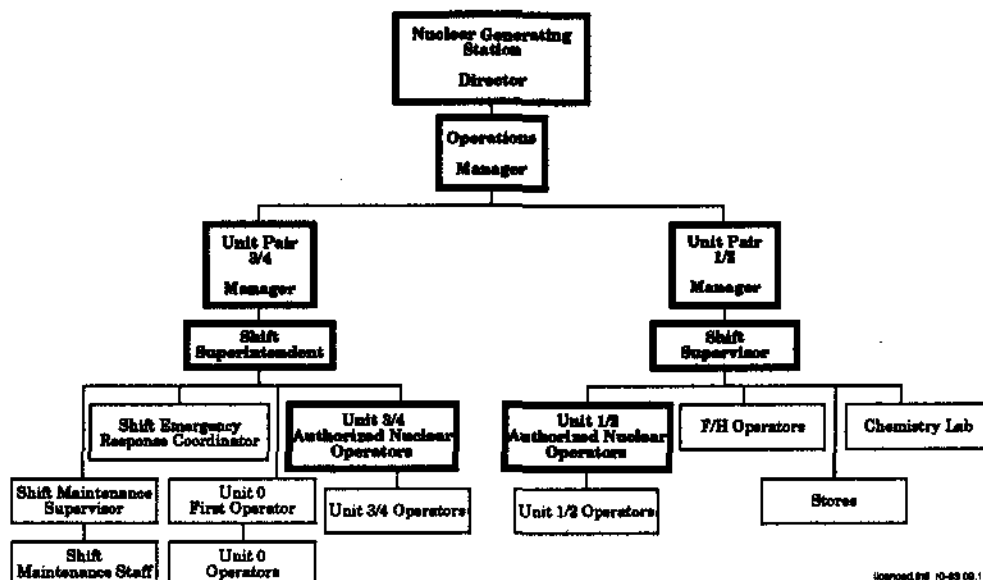 Nuclear Generating
Station
Director
Operations
Manager
Unit Pair
3/4
Manager
Unit Pair
1/2
Manager
Shift
Superintendent
Shift
Supervisor
Shift Emergency
Response Coordinator
Unit 3/4
Authorized Nuclear
Operators
Unit 1/2
Authorized Nuclear
Operators
F/H Operators
Chemistry Lab
Shift Maintenance
Supervisor
Unit 0
First Operator
Unit 3/4 Operators
Unit 1/2 Operators
Stores
Shift
Maintenance Staff
Unit 0
Operators